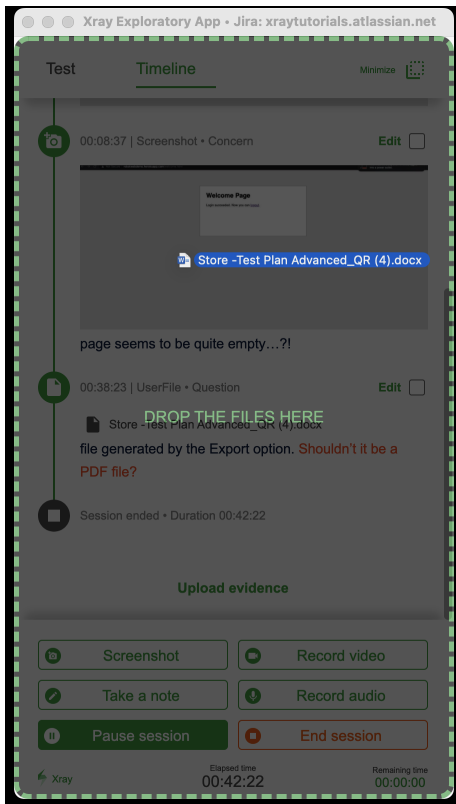 Xray Exploratory App • Jira: xraytutorials.atlassian.net
Test
Timeline
Minimize
00:08:37 | Screenshot • Concern
Edit
Welcome Page
Store -Test Plan Advanced_QR (4).docx
page seems to be quite empty…?!
00:38:23 | UserFile • Question
Edit
DROP THE FILES HERE
Store -Test Plan Advanced_QR (4).docx
file generated by the Export option. Shouldn't it be a
PDF file?
Session ended • Duration 00:42:22
Upload evidence
Screenshot
Record video
Take a note
Record audio
Pause session
End session
Xray
Elapsed time
00:42:22
Remaining time
00:00:00